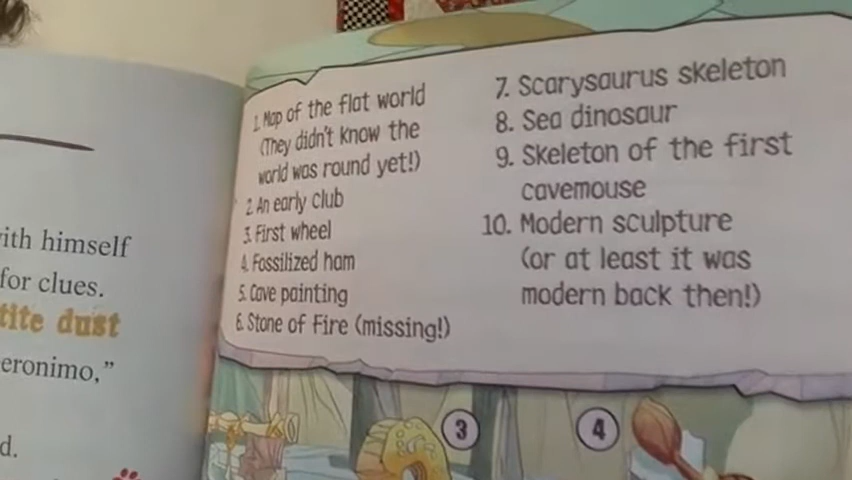 with himself
for clues.
tite dust
eronimo,"
d.
1. Map of the flat world
(They didn't know the
world was round yet!)
2. An early club
3. First wheel
4. Fossilized ham
5. Cave painting
6. Stone of Fire (missing!)
7. Scarysaurus skeleton
8. Sea dinosaur
9. Skeleton of the first
cavemouse
10. Modern sculpture
(or at least it was
modern back then!)
3
4